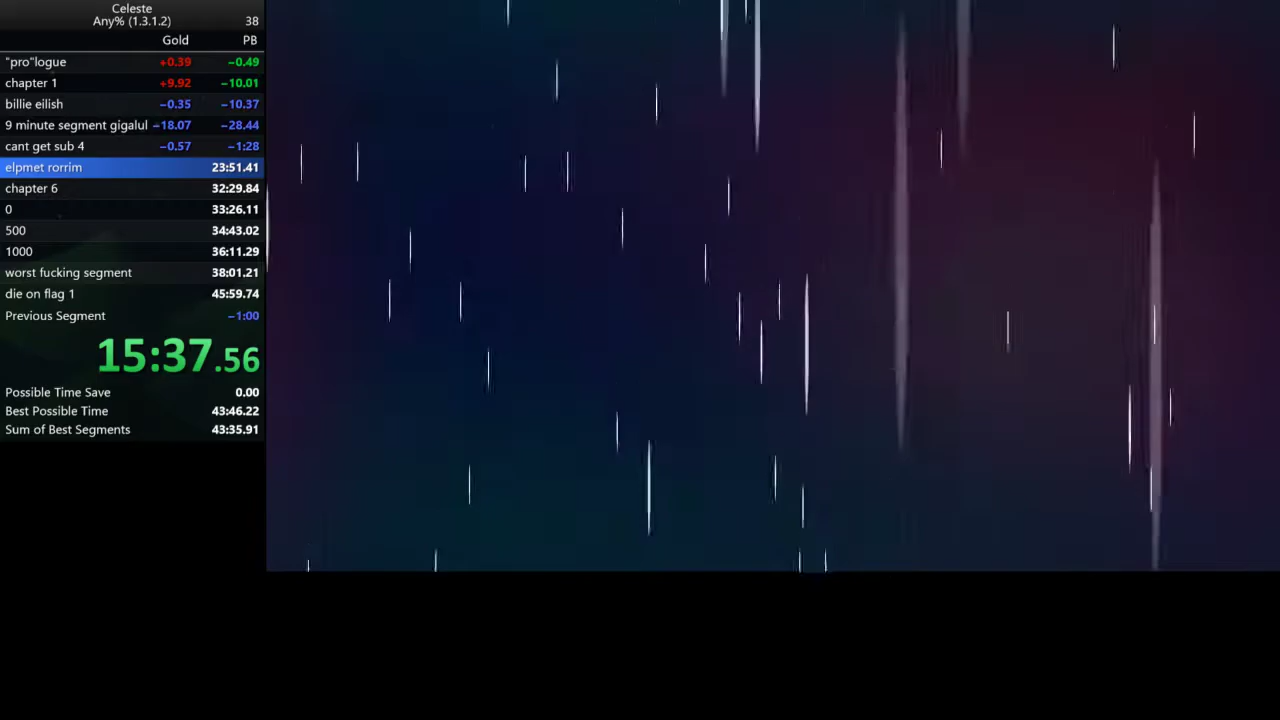 Celeste
Any% (1.3.1.2) 38
Gold PB
"pro"logue +0.39 −0.49
chapter 1 +9.92 −10.01
billie eilish −0.35 −10.37
9 minute segment gigalul −18.07 −28.44
cant get sub 4 −0.57 −1:28
elpmet rorrim 23:51.41
chapter 6 32:29.84
0 33:26.11
500 34:43.02
1000 36:11.29
worst fucking segment 38:01.21
die on flag 1 45:59.74
Previous Segment −1:00
15:37.56
Possible Time Save 0.00
Best Possible Time 43:46.22
Sum of Best Segments 43:35.91